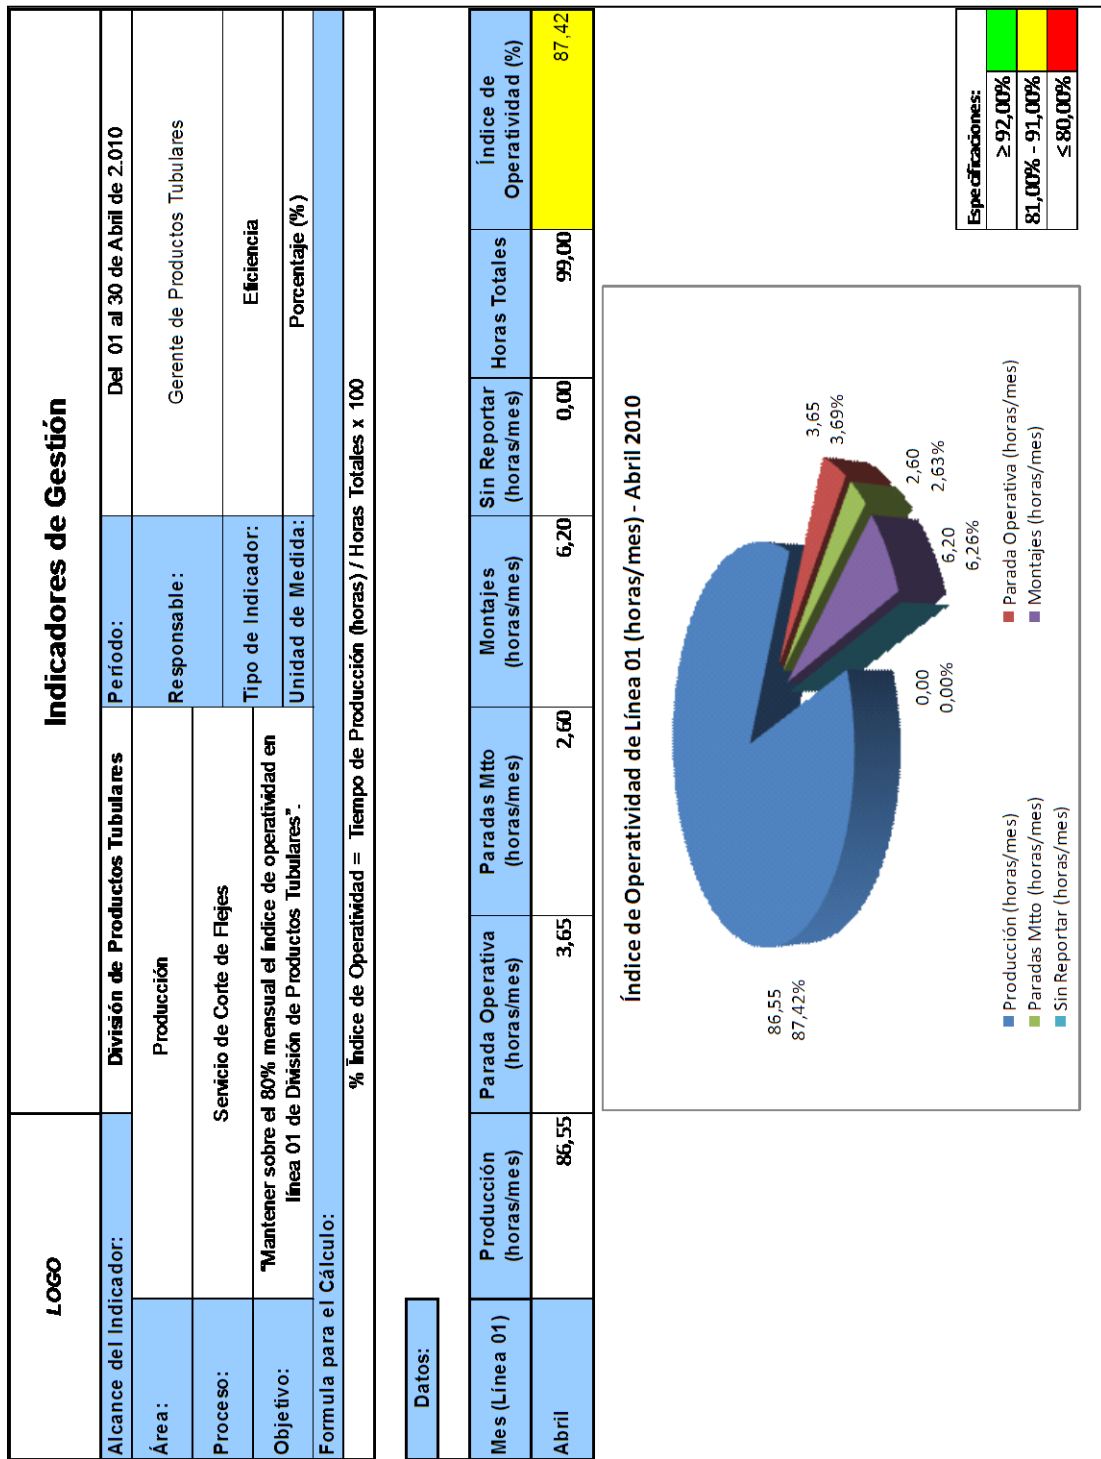 LOGO
Indicadores de Gestión
Alcance del Indicador:
División de Productos Tubulares
Período:
Del 01 al 30 de Abril de 2.010
Área:
Producción
Responsable:
Gerente de Productos Tubulares
Proceso:
Servicio de Corte de Flejes
Tipo de Indicador:
Eficiencia
Objetivo:
"Mantener sobre el 80% mensual el índice de operatividad en
línea 01 de División de Productos Tubulares".
Unidad de Medida:
Porcentaje (%)
Formula para el Cálculo:
% Índice de Operatividad = Tiempo de Producción (horas) / Horas Totales x 100
Datos:
Mes (Línea 01)
Producción
(horas/mes)
Parada Operativa
(horas/mes)
Paradas Mtto
(horas/mes)
Montajes
(horas/mes)
Sin Reportar
(horas/mes)
Horas Totales
Índice de
Operatividad (%)
Abril
86,55
3,65
2,60
6,20
0,00
99,00
87,42
Índice de Operatividad de Línea 01 (horas/mes) - Abril 2010
86,55
87,42%
3,65
3,69%
2,60
2,63%
6,20
6,26%
0,00
0,00%
Producción (horas/mes)
Parada Operativa (horas/mes)
Paradas Mtto (horas/mes)
Montajes (horas/mes)
Sin Reportar (horas/mes)
Especificaciones:
≥ 92,00%
81,00% - 91,00%
≤ 80,00%